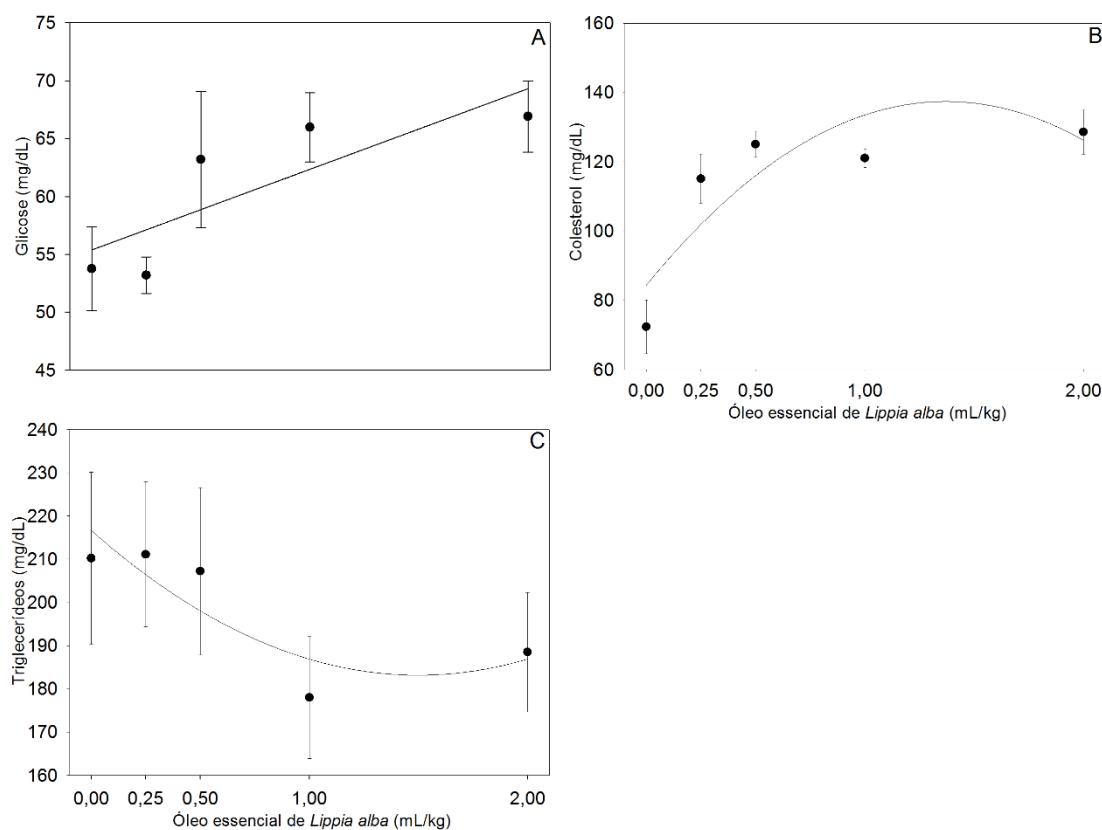 A
Glicose (mg/dL)
75
70
65
60
55
50
45
B
Colesterol (mg/dL)
160
140
120
100
80
60
0,00 0,25 0,50 1,00 2,00
Óleo essencial de Lippia alba (mL/kg)
C
Triglecerídeos (mg/dL)
240
230
220
210
200
190
180
170
160
0,00 0,25 0,50 1,00 2,00
Óleo essencial de Lippia alba (mL/kg)